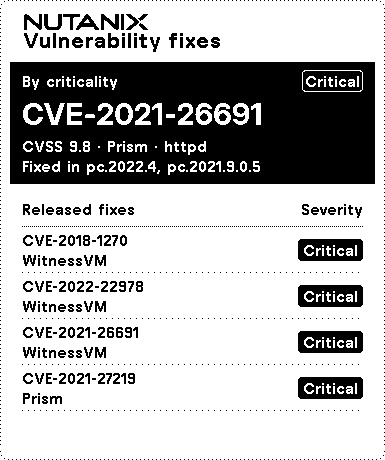 NUTANIX
Vulnerability fixes
By criticality
Critical
CVE-2021-26691
CVSS 9.8 · Prism · httpd
Fixed in pc.2022.4, pc.2021.9.0.5
Released fixes
Severity
CVE-2018-1270
WitnessVM
Critical
CVE-2022-22978
WitnessVM
Critical
CVE-2021-26691
WitnessVM
Critical
CVE-2021-27219
Prism
Critical